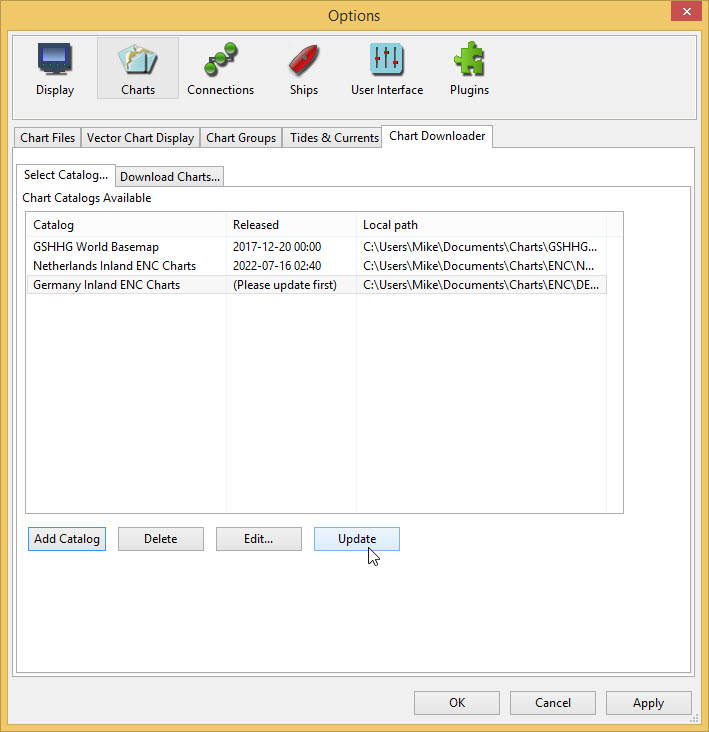 Options
Display Charts Connections Ships User Interface Plugins
Chart Files Vector Chart Display Chart Groups Tides & Currents Chart Downloader
Select Catalog... Download Charts...
Chart Catalogs Available
Catalog Released Local path
GSHHG World Basemap 2017-12-20 00:00 C:\Users\Mike\Documents\Charts\GSHHG...
Netherlands Inland ENC Charts 2022-07-16 02:40 C:\Users\Mike\Documents\Charts\ENC\N...
Germany Inland ENC Charts (Please update first) C:\Users\Mike\Documents\Charts\ENC\DE...
Add Catalog Delete Edit... Update
OK Cancel Apply